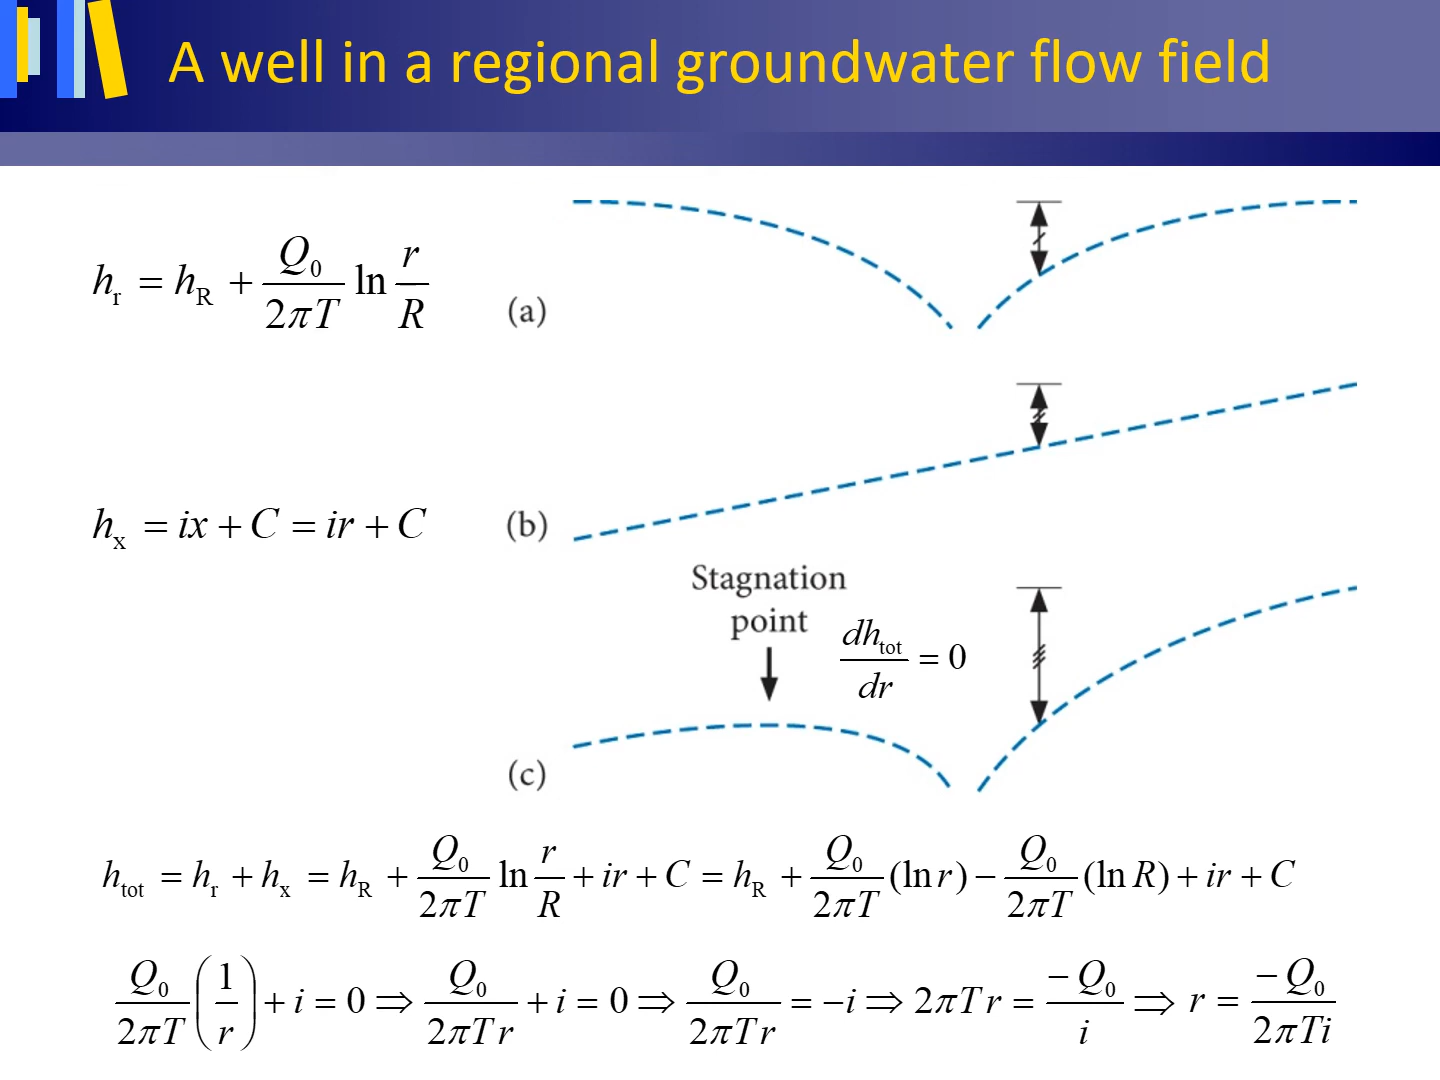 A well in a regional groundwater flow field
h_r = h_R + Q_0/(2πT) ln r/R
(a)
h_x = ix + C = ir + C
(b)
Stagnation
point
dh_tot/dr = 0
(c)
h_tot = h_r + h_x = h_R + Q_0/(2πT) ln r/R + ir + C = h_R + Q_0/(2πT) (ln r) − Q_0/(2πT) (ln R) + ir + C
Q_0/(2πT) (1/r) + i = 0 ⇒ Q_0/(2πTr) + i = 0 ⇒ Q_0/(2πTr) = −i ⇒ 2πTr = −Q_0/i ⇒ r = −Q_0/(2πTi)